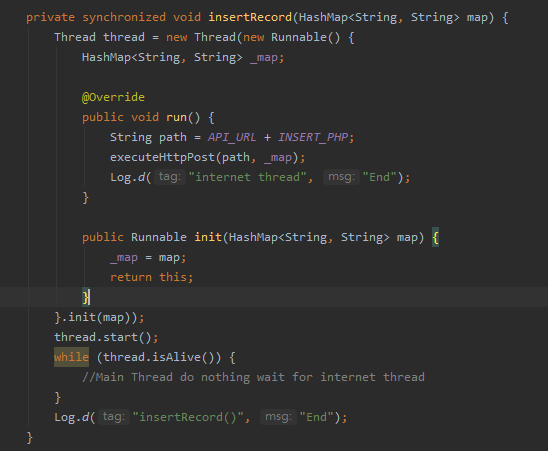 private synchronized void insertRecord(HashMap<String, String> map) {
Thread thread = new Thread(new Runnable() {
HashMap<String, String> _map;
@Override
public void run() {
String path = API_URL + INSERT_PHP;
executeHttpPost(path, _map);
Log.d( tag: "internet thread", msg: "End");
}
public Runnable init(HashMap<String, String> map) {
_map = map;
return this;
}
}.init(map));
thread.start();
while (thread.isAlive()) {
//Main Thread do nothing wait for internet thread
}
Log.d( tag: "insertRecord()", msg: "End");
}